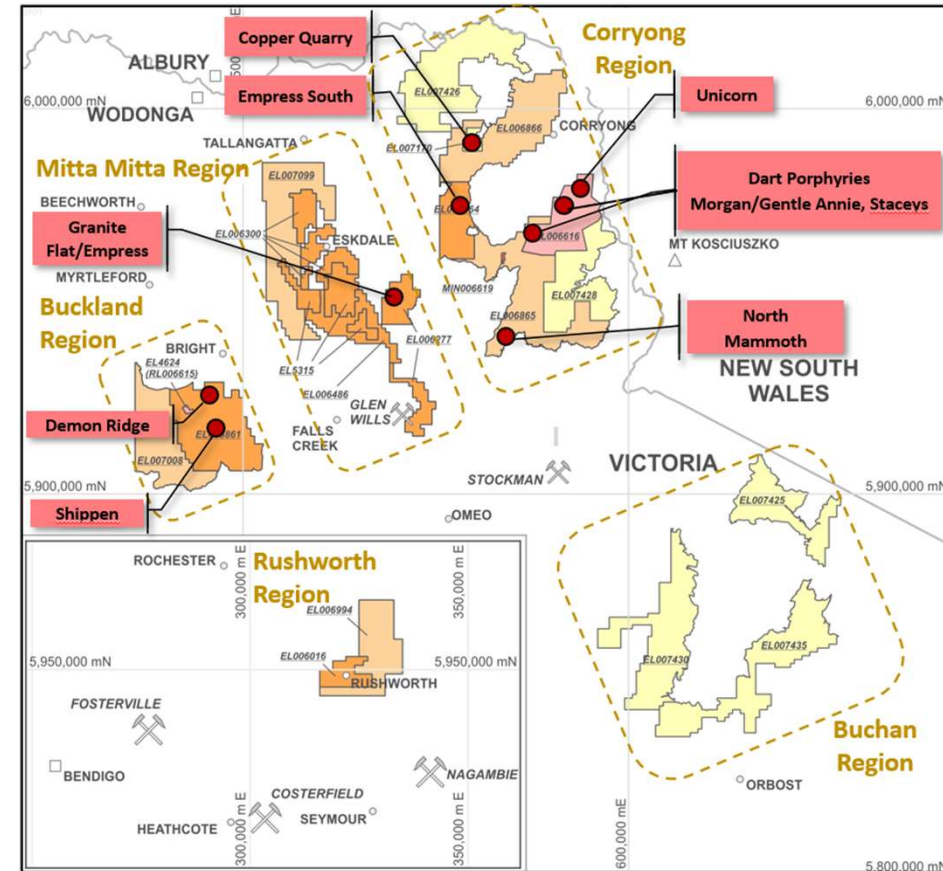 Copper Quarry
Corryong
Region
ALBURY
Empress South
EL007426
Unicorn
6,000,000 mN
6,000,000 mN
WODONGA
EL006866
CORRYONG
TALLANGATTA
EL007170
Mitta Mitta Region
EL007099
Dart Porphyries
Morgan/Gentle Annie, Staceys
BEECHWORTH
Granite
Flat/Empress
EL006300
ESKDALE
EL006616
MT KOSCIUSZKO
MYRTLEFORD
MIN006619
EL007428
Buckland
Region
EL006865
North
Mammoth
EL006277
BRIGHT
EL4624
(RL006615)
EL5315
NEW SOUTH
WALES
EL006486
GLEN
WILLS
Demon Ridge
FALLS
CREEK
EL007008
VICTORIA
STOCKMAN
5,900,000 mN
5,900,000 mN
EL007425
Shippen
OMEO
ROCHESTER
300,000 m E
Rushworth
Region
350,000 m E
EL006994
EL006016
EL007430
EL007435
5,950,000 mN
5,950,000 mN
RUSHWORTH
FOSTERVILLE
Buchan
Region
BENDIGO
NAGAMBIE
ORBOST
COSTERFIELD
HEATHCOTE
SEYMOUR
300,000 m E
350,000 m E
600,000 mE
5,800,000 mN